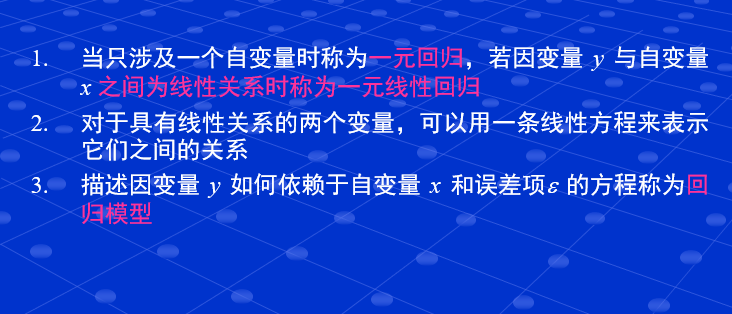 1. 当只涉及一个自变量时称为一元回归，若因变量 y 与自变量
x 之间为线性关系时称为一元线性回归
2. 对于具有线性关系的两个变量，可以用一条线性方程来表示
它们之间的关系
3. 描述因变量 y 如何依赖于自变量 x 和误差项ε 的方程称为回
归模型